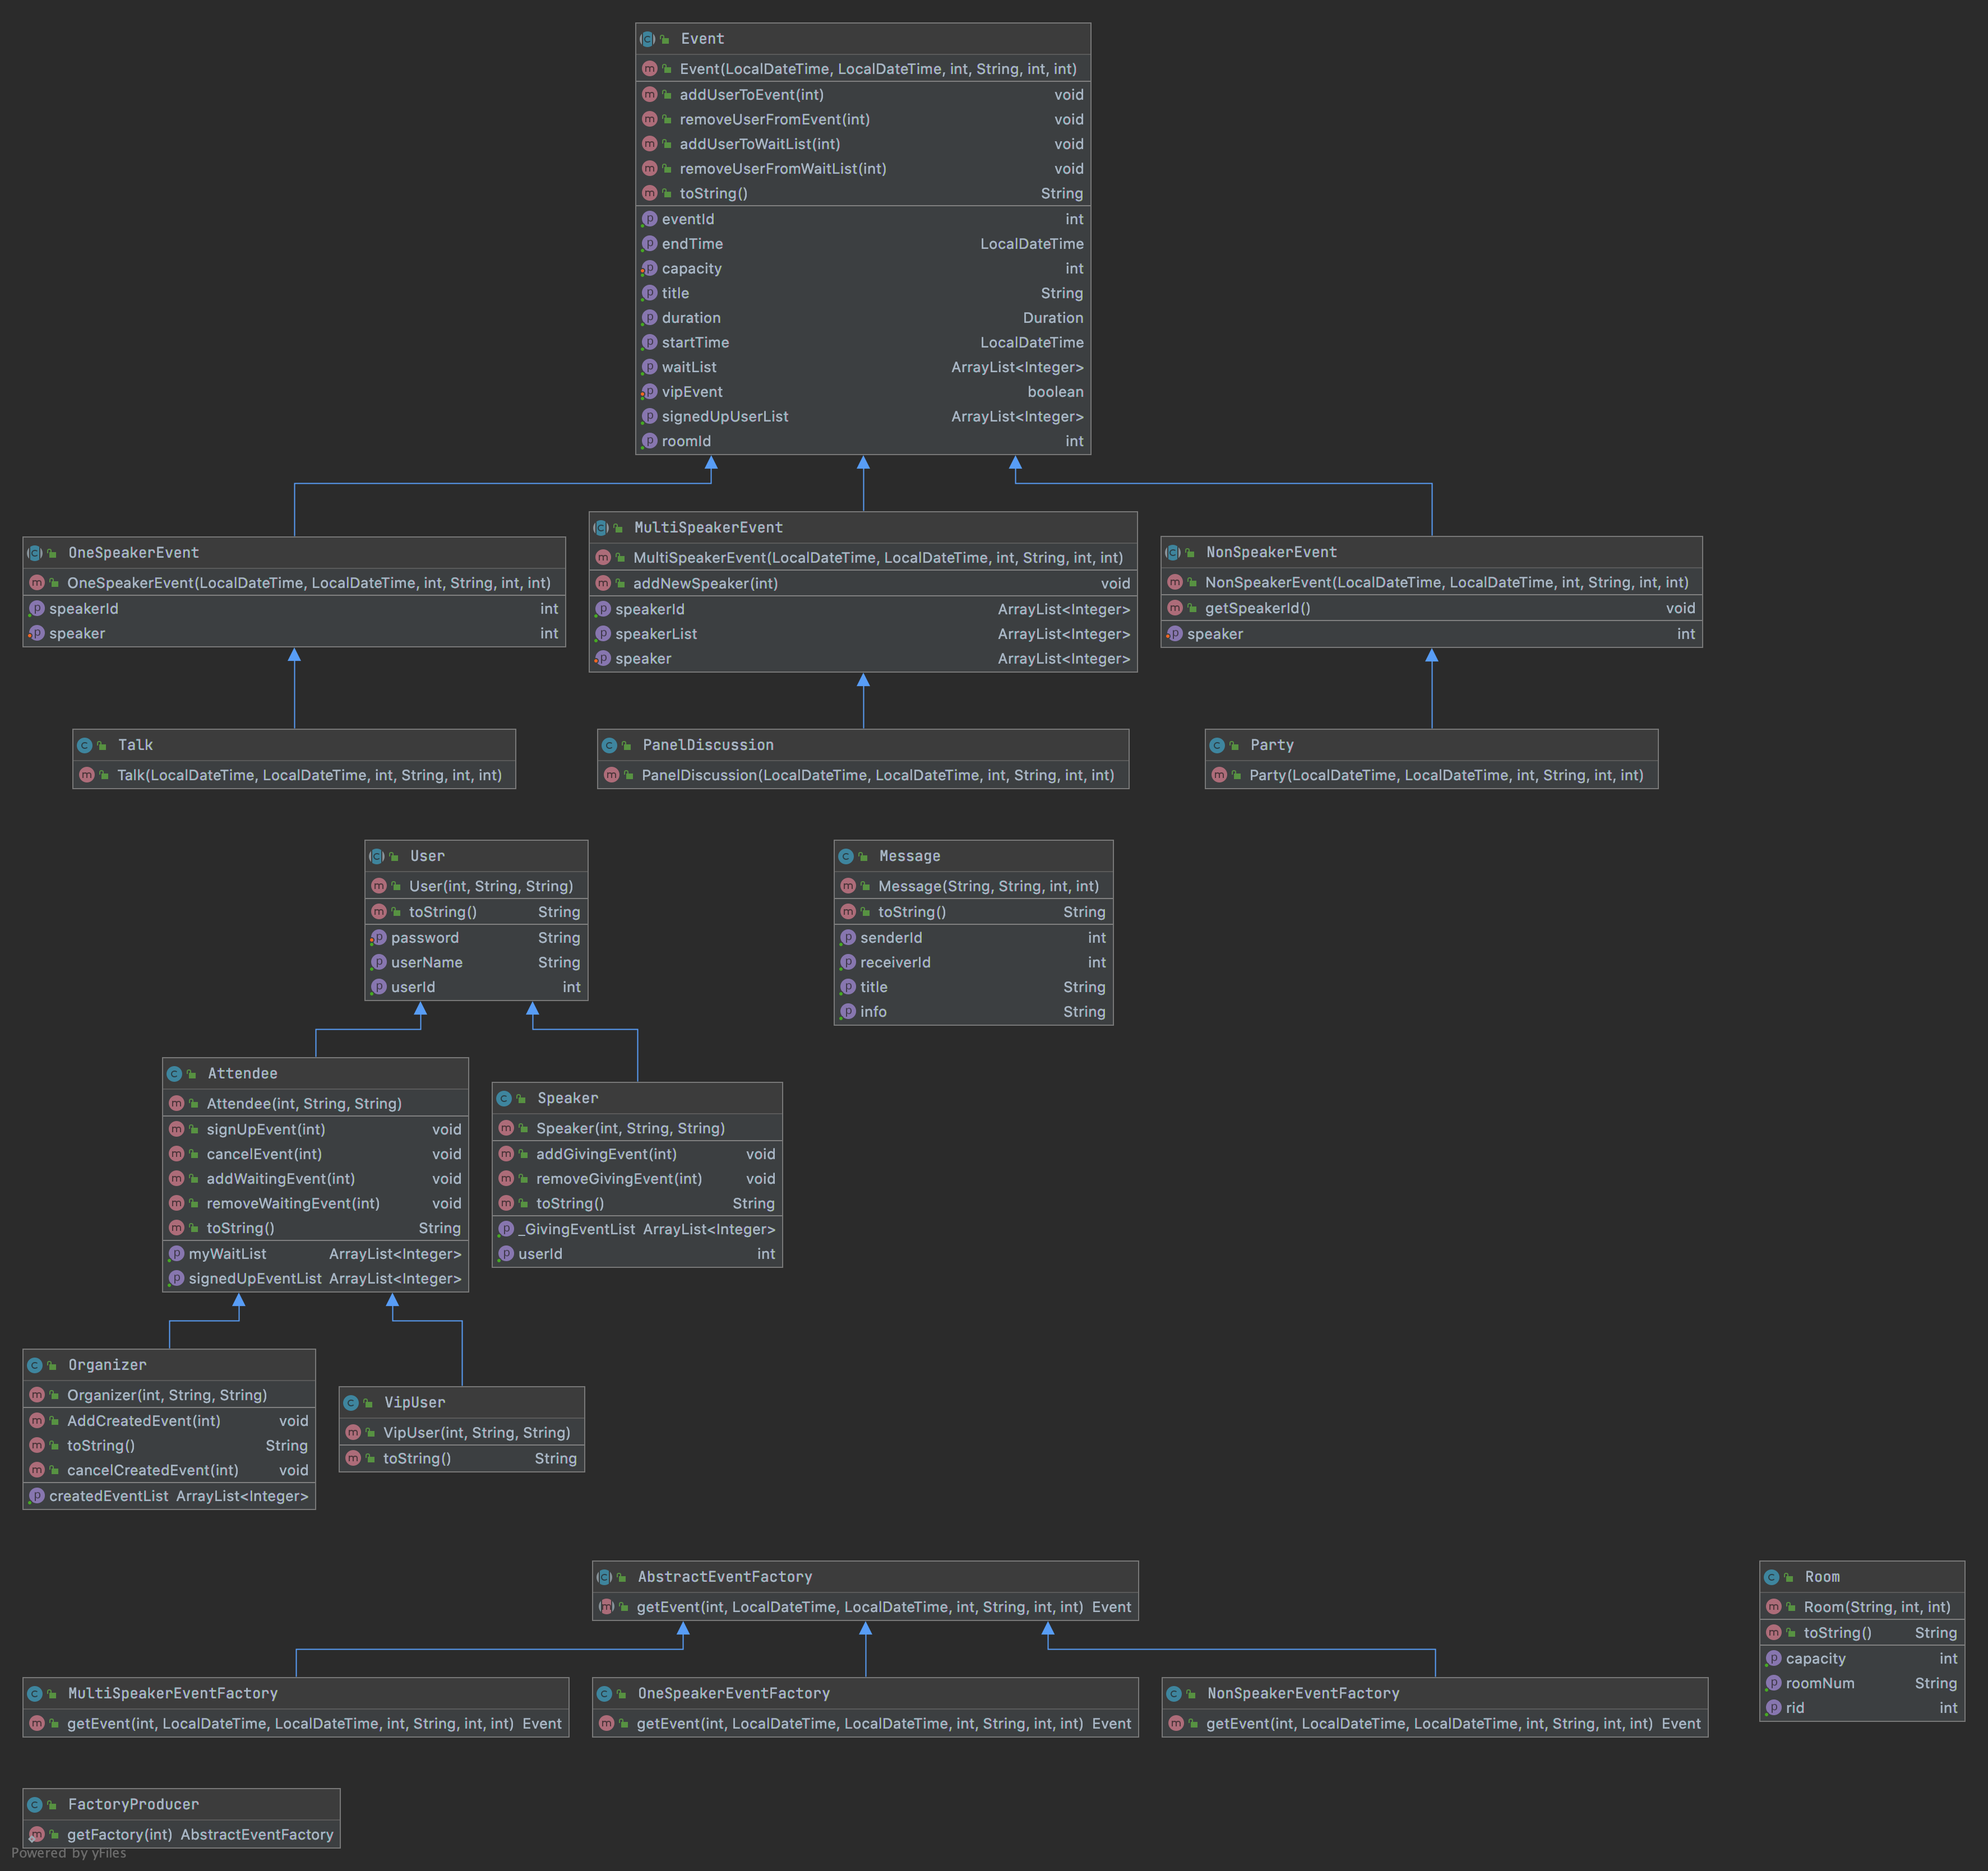 Event
Event(LocalDateTime, LocalDateTime, int, String, int, int)
addUserToEvent(int) void
removeUserFromEvent(int) void
addUserToWaitList(int) void
removeUserFromWaitList(int) void
toString() String
eventId int
endTime LocalDateTime
capacity int
title String
duration Duration
startTime LocalDateTime
waitList ArrayList<Integer>
vipEvent boolean
signedUpUserList ArrayList<Integer>
roomId int
OneSpeakerEvent
OneSpeakerEvent(LocalDateTime, LocalDateTime, int, String, int, int)
speakerId int
speaker int
MultiSpeakerEvent
MultiSpeakerEvent(LocalDateTime, LocalDateTime, int, String, int, int)
addNewSpeaker(int) void
speakerId ArrayList<Integer>
speakerList ArrayList<Integer>
speaker ArrayList<Integer>
NonSpeakerEvent
NonSpeakerEvent(LocalDateTime, LocalDateTime, int, String, int, int)
getSpeakerId() void
speaker int
Talk
Talk(LocalDateTime, LocalDateTime, int, String, int, int)
PanelDiscussion
PanelDiscussion(LocalDateTime, LocalDateTime, int, String, int, int)
Party
Party(LocalDateTime, LocalDateTime, int, String, int, int)
User
User(int, String, String)
toString() String
password String
userName String
userId int
Message
Message(String, String, int, int)
toString() String
senderId int
receiverId int
title String
info String
Attendee
Attendee(int, String, String)
signUpEvent(int) void
cancelEvent(int) void
addWaitingEvent(int) void
removeWaitingEvent(int) void
toString() String
myWaitList ArrayList<Integer>
signedUpEventList ArrayList<Integer>
Speaker
Speaker(int, String, String)
addGivingEvent(int) void
removeGivingEvent(int) void
toString() String
_GivingEventList ArrayList<Integer>
userId int
Organizer
Organizer(int, String, String)
AddCreatedEvent(int) void
toString() String
cancelCreatedEvent(int) void
createdEventList ArrayList<Integer>
VipUser
VipUser(int, String, String)
toString() String
AbstractEventFactory
getEvent(int, LocalDateTime, LocalDateTime, int, String, int, int) Event
Room
Room(String, int, int)
toString() String
capacity int
roomNum String
rid int
MultiSpeakerEventFactory
getEvent(int, LocalDateTime, LocalDateTime, int, String, int, int) Event
OneSpeakerEventFactory
getEvent(int, LocalDateTime, LocalDateTime, int, String, int, int) Event
NonSpeakerEventFactory
getEvent(int, LocalDateTime, LocalDateTime, int, String, int, int) Event
FactoryProducer
getFactory(int) AbstractEventFactory
Powered by yFiles